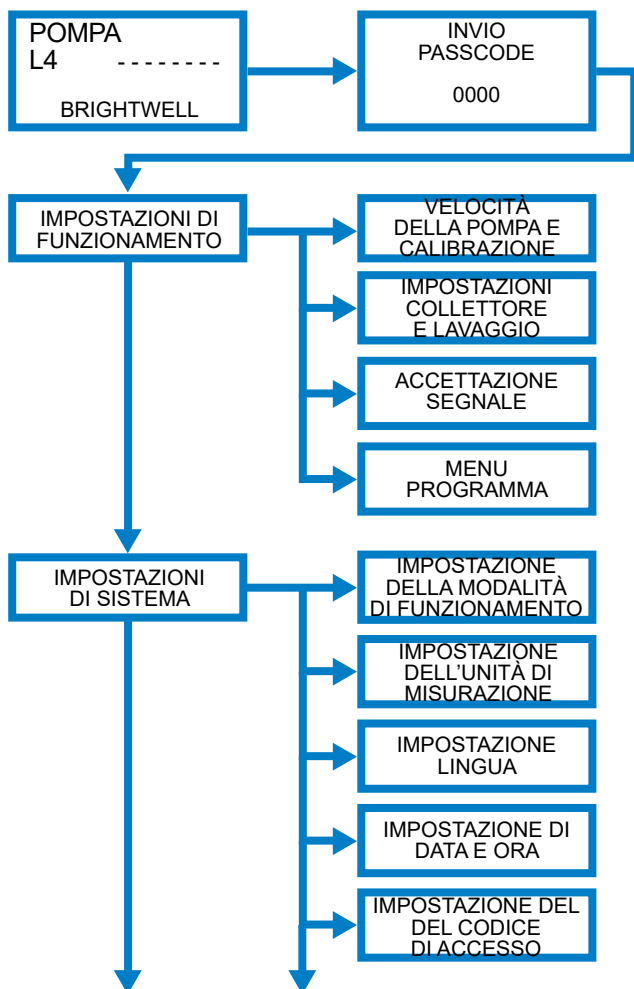 POMPA
L4 --------
BRIGHTWELL
INVIO
PASSCODE
0000
IMPOSTAZIONI DI
FUNZIONAMENTO
VELOCITÀ
DELLA POMPA E
CALIBRAZIONE
IMPOSTAZIONI
COLLETTORE
E LAVAGGIO
ACCETTAZIONE
SEGNALE
MENU
PROGRAMMA
IMPOSTAZIONI
DI SISTEMA
IMPOSTAZIONE
DELLA MODALITÀ
DI FUNZIONAMENTO
IMPOSTAZIONE
DELL'UNITÀ DI
MISURAZIONE
IMPOSTAZIONE
LINGUA
IMPOSTAZIONE DI
DATA E ORA
IMPOSTAZIONE DEL
DEL CODICE
DI ACCESSO